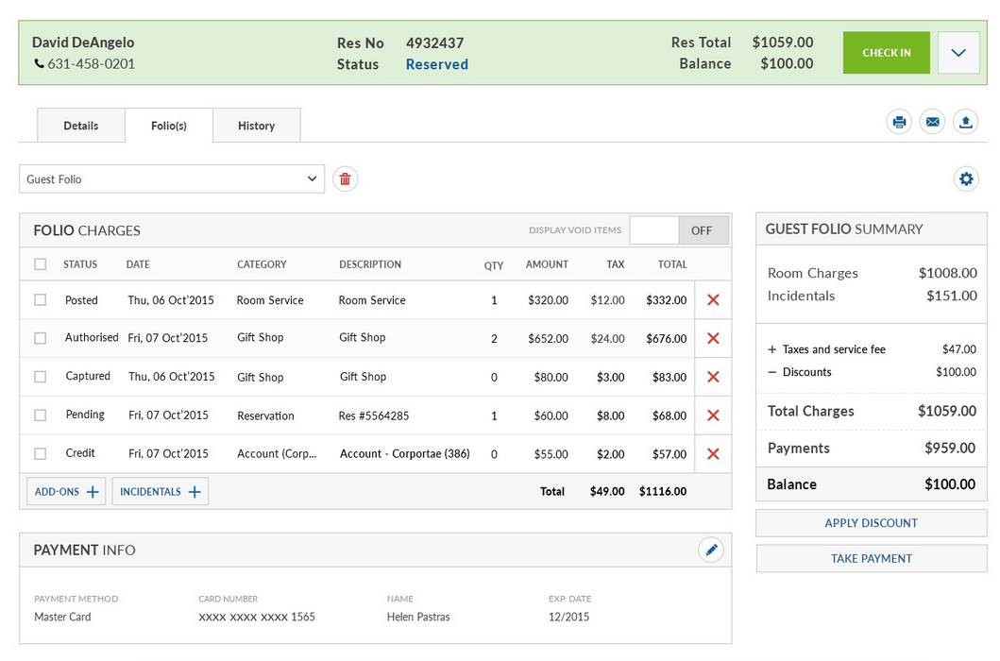 David DeAngelo
631-458-0201
Res No 4932437
Status Reserved
Res Total $1059.00
Balance $100.00
CHECK IN
Details Folio(s) History
Guest Folio
FOLIO CHARGES DISPLAY VOID ITEMS OFF
STATUS DATE CATEGORY DESCRIPTION QTY AMOUNT TAX TOTAL
Posted Thu, 06 Oct'2015 Room Service Room Service 1 $320.00 $12.00 $332.00
Authorised Fri, 07 Oct'2015 Gift Shop Gift Shop 2 $652.00 $24.00 $676.00
Captured Thu, 06 Oct'2015 Gift Shop Gift Shop 0 $80.00 $3.00 $83.00
Pending Fri, 07 Oct'2015 Reservation Res #5564285 1 $60.00 $8.00 $68.00
Credit Fri, 07 Oct'2015 Account (Corp... Account - Corportae (386) 0 $55.00 $2.00 $57.00
ADD-ONS + INCIDENTALS + Total $49.00 $1116.00
GUEST FOLIO SUMMARY
Room Charges $1008.00
Incidentals $151.00
+ Taxes and service fee $47.00
− Discounts $100.00
Total Charges $1059.00
Payments $959.00
Balance $100.00
APPLY DISCOUNT
TAKE PAYMENT
PAYMENT INFO
PAYMENT METHOD CARD NUMBER NAME EXP. DATE
Master Card XXXX XXXX XXXX 1565 Helen Pastras 12/2015